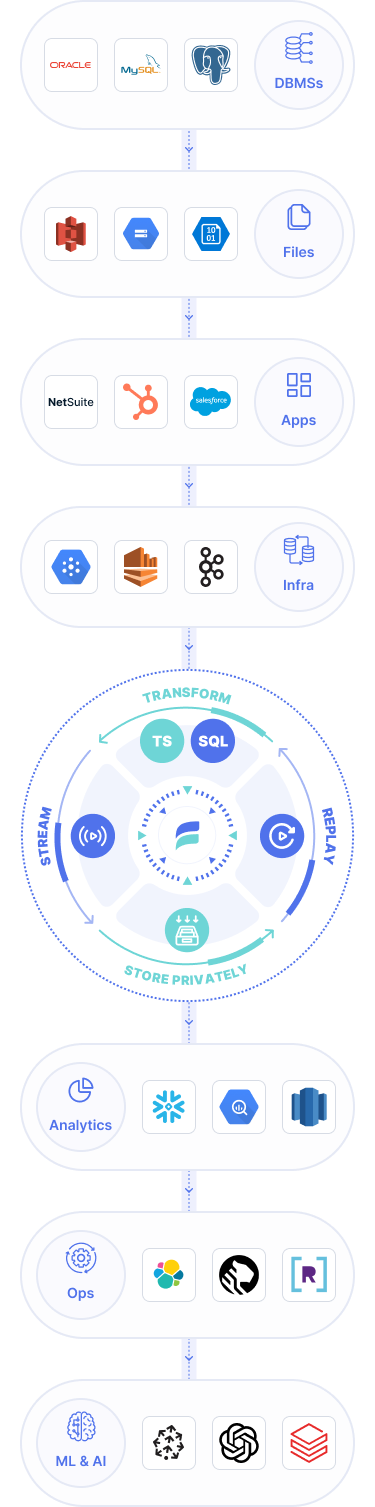 ORACLE
MySQL
DBMSs
10
01
Files
NetSuite
salesforce
Apps
Infra
TRANSFORM
TS
SQL
STREAM
REPLAY
STORE PRIVATELY
Analytics
Ops
R
ML & AI